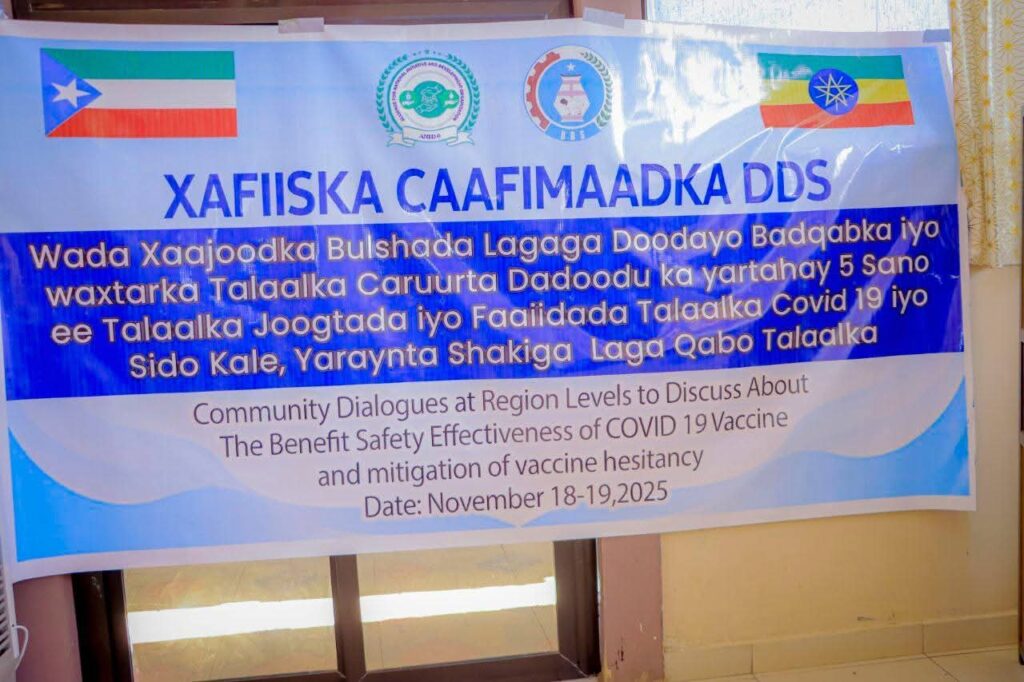 XAFIISKA CAAFIMAADKA DDS
Wada Xaajoodka Bulshada Lagaga Doodayo Badqabka iyo
waxtarka Talaalka Caruurta Dadoodu ka yartahay 5 Sano
ee Talaalka Joogtada iyo Faaiidada Talaalka Covid 19 iyo
Sido Kale, Yaraynta Shakiga Laga Qabo Talaalka
Community Dialogues at Region Levels to Discuss About
The Benefit Safety Effectiveness of COVID 19 Vaccine
and mitigation of vaccine hesitancy
Date: November 18-19,2025